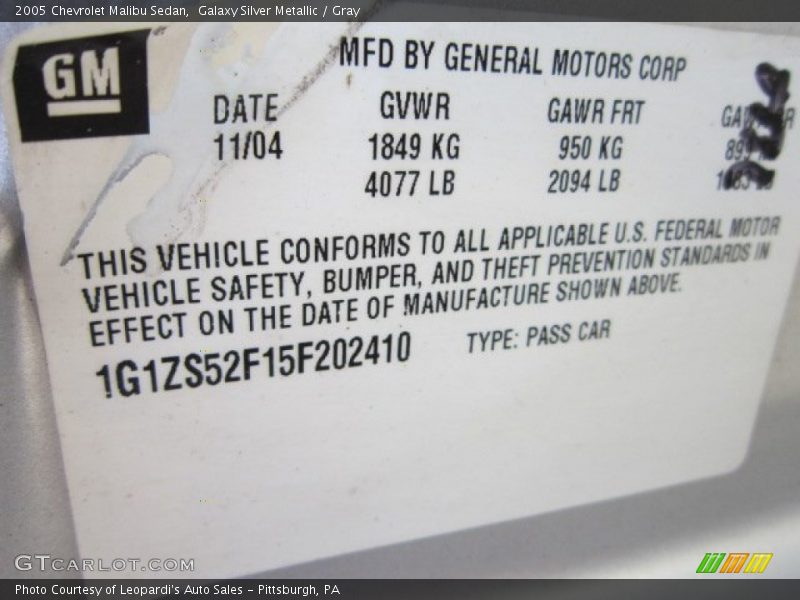 2005 Chevrolet Malibu Sedan, Galaxy Silver Metallic / Gray
GM
MFD BY GENERAL MOTORS CORP
DATE GVWR GAWR FRT
11/04 1849 KG 950 KG
4077 LB 2094 LB
THIS VEHICLE CONFORMS TO ALL APPLICABLE U.S. FEDERAL MOTOR
VEHICLE SAFETY, BUMPER, AND THEFT PREVENTION STANDARDS IN
EFFECT ON THE DATE OF MANUFACTURE SHOWN ABOVE.
1G1ZS52F15F202410 TYPE: PASS CAR
GTCARLOT.COM
Photo Courtesy of Leopardi's Auto Sales - Pittsburgh, PA